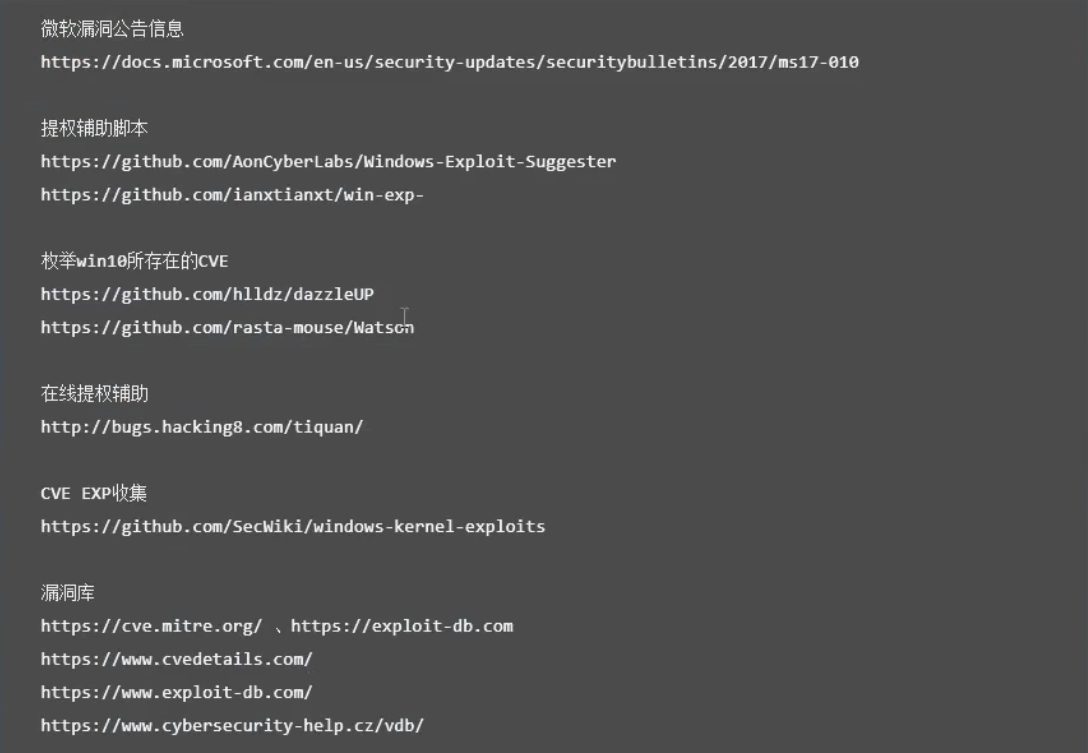 微软漏洞公告信息
https://docs.microsoft.com/en-us/security-updates/securitybulletins/2017/ms17-010
提权辅助脚本
https://github.com/AonCyberLabs/Windows-Exploit-Suggester
https://github.com/ianxtianxt/win-exp-
枚举win10所存在的CVE
https://github.com/hlldz/dazzleUP
https://github.com/rasta-mouse/Watson
在线提权辅助
http://bugs.hacking8.com/tiquan/
CVE EXP收集
https://github.com/SecWiki/windows-kernel-exploits
漏洞库
https://cve.mitre.org/ 、https://exploit-db.com
https://www.cvedetails.com/
https://www.exploit-db.com/
https://www.cybersecurity-help.cz/vdb/